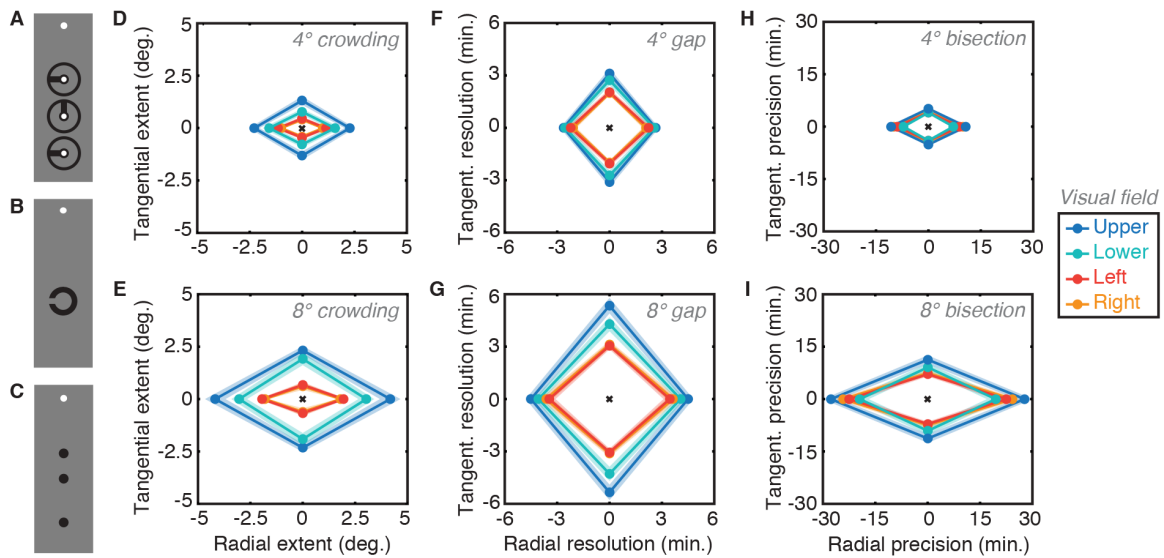 A
B
C
D
4° crowding
Tangential extent (deg.)
5
2.5
0
-2.5
-5
-5
-2.5
0
2.5
5
F
4° gap
Tangent. resolution (min.)
6
3
0
-3
-6
-6
-3
0
3
6
H
4° bisection
Tangent. precision (min.)
30
15
0
-15
-30
-30
-15
0
15
30
Visual field
Upper
Lower
Left
Right
E
8° crowding
Tangential extent (deg.)
5
2.5
0
-2.5
-5
-5
-2.5
0
2.5
5
Radial extent (deg.)
G
8° gap
Tangent. resolution (min.)
6
3
0
-3
-6
-6
-3
0
3
6
Radial resolution (min.)
I
8° bisection
Tangent. precision (min.)
30
15
0
-15
-30
-30
-15
0
15
30
Radial precision (min.)